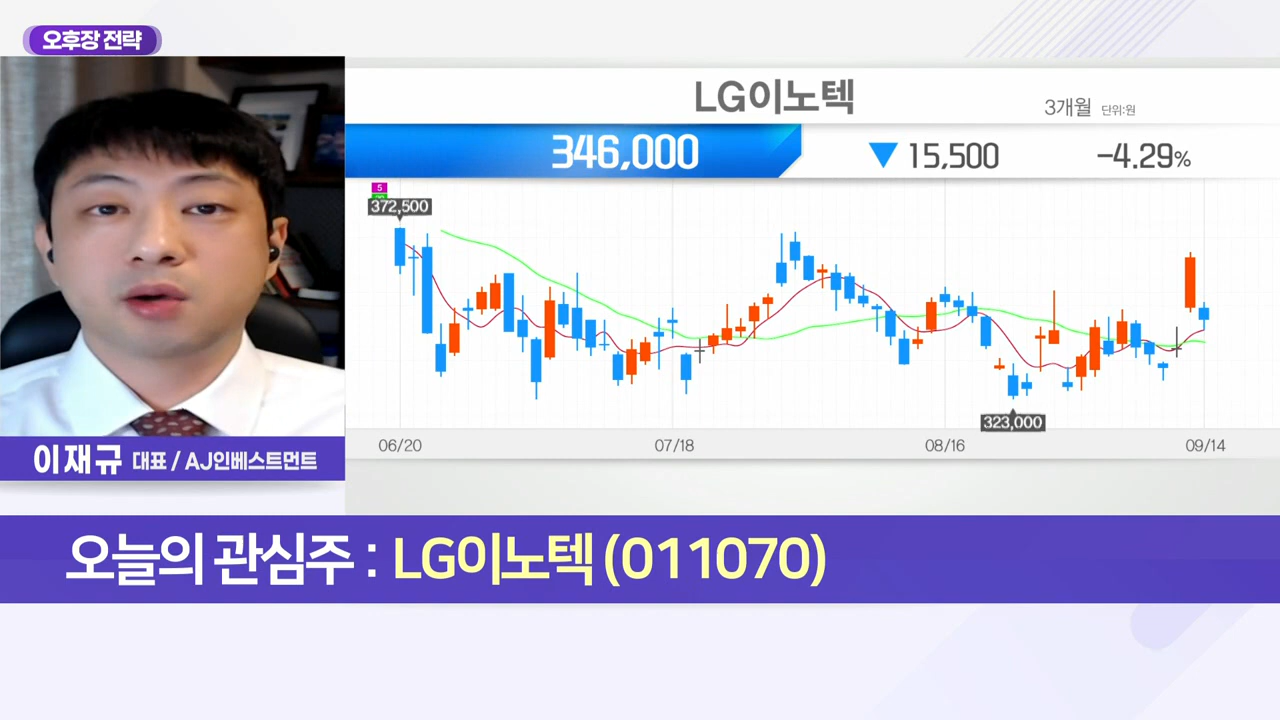 오후장 전략
LG이노텍
3개월 단위:원
346,000 ▼ 15,500 -4.29%
5
372,500
323,000
06/20 07/18 08/16 09/14
이재규 대표 / AJ인베스트먼트
오늘의 관심주 : LG이노텍 (011070)